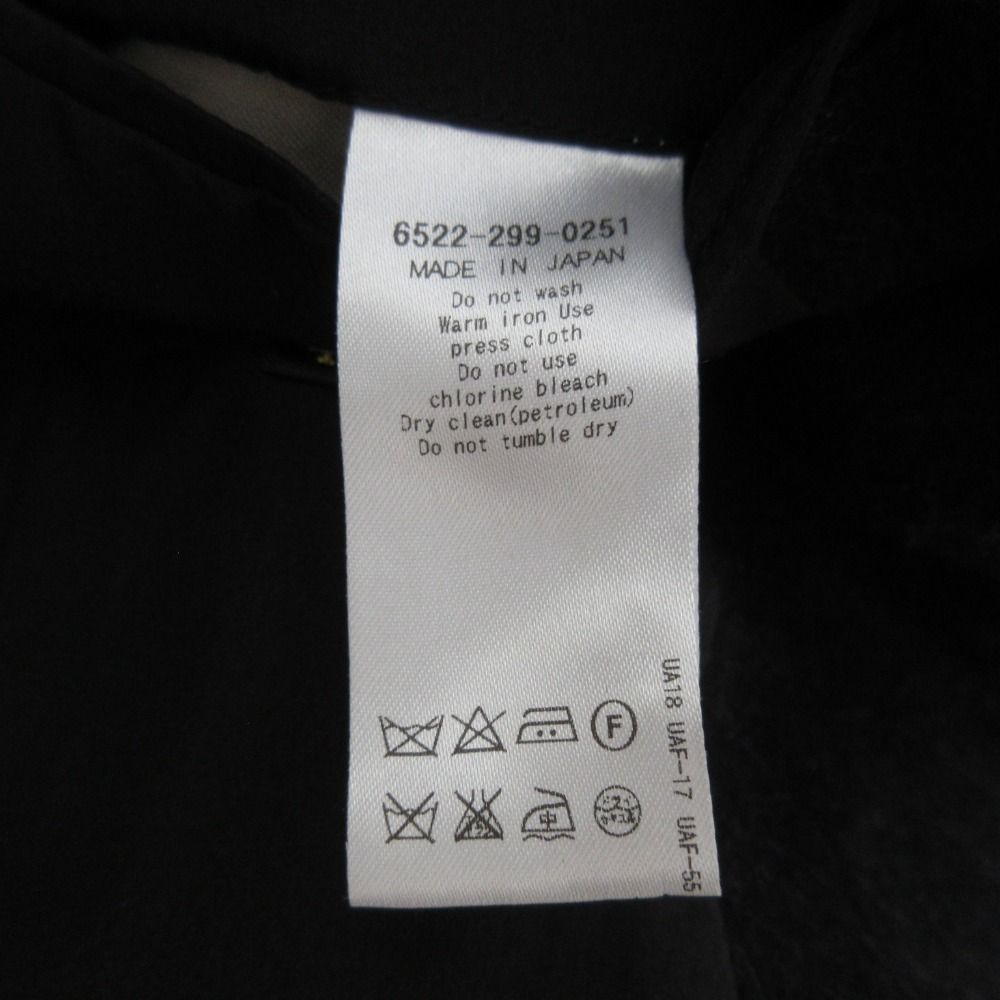 6522-299-0251
MADE IN JAPAN
Do not wash
Warm iron Use
press cloth
Do not use
chlorine bleach
Dry clean(petroleum)
Do not tumble dry
F
中
UA18 UAF-17 UAF-55